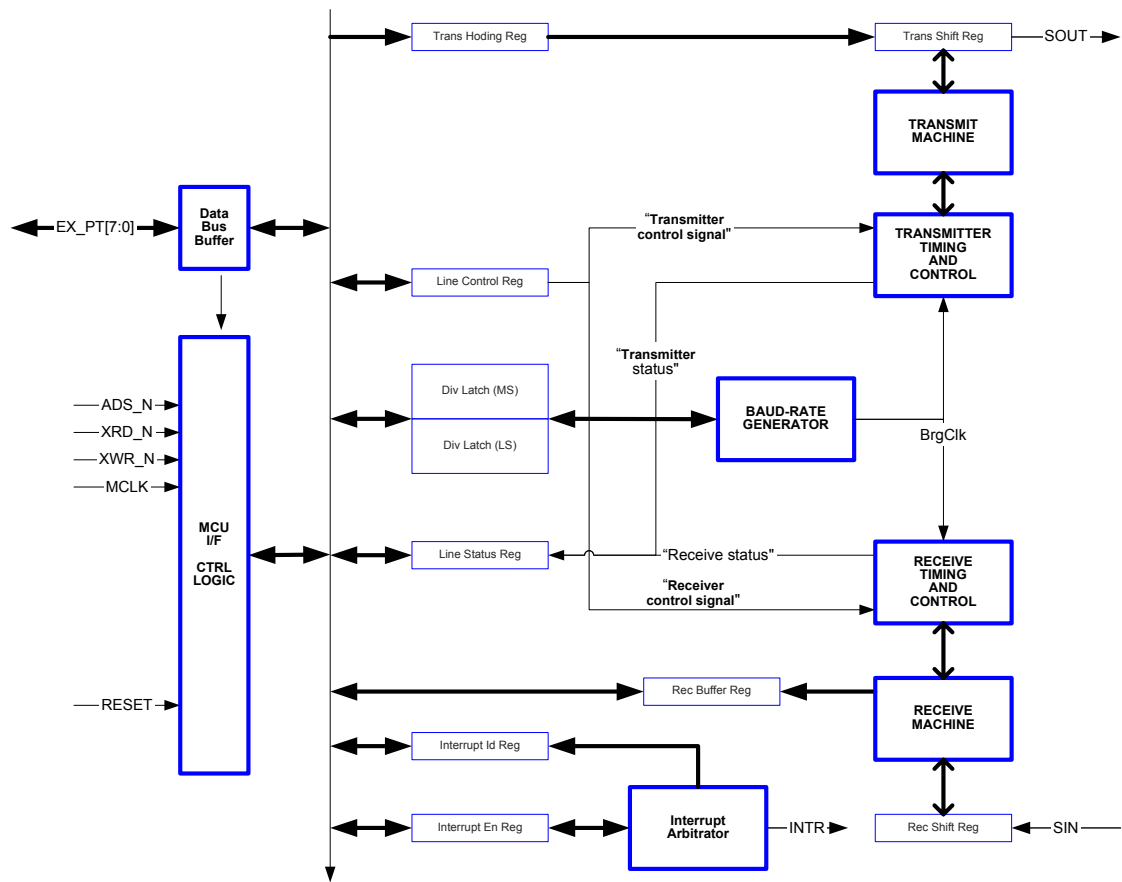 Trans Hoding Reg
Trans Shift Reg
SOUT
TRANSMIT
MACHINE
EX_PT[7:0]
Data
Bus
Buffer
“Transmitter
control signal”
TRANSMITTER
TIMING
AND
CONTROL
Line Control Reg
“Transmitter
status”
Div Latch (MS)
Div Latch (LS)
BAUD-RATE
GENERATOR
BrgClk
ADS_N
XRD_N
XWR_N
MCLK
MCU
I/F
CTRL
LOGIC
Line Status Reg
“Receive status”
RECEIVE
TIMING
AND
CONTROL
“Receiver
control signal”
RESET
Rec Buffer Reg
RECEIVE
MACHINE
Interrupt Id Reg
Interrupt En Reg
Interrupt
Arbitrator
INTR
Rec Shift Reg
SIN